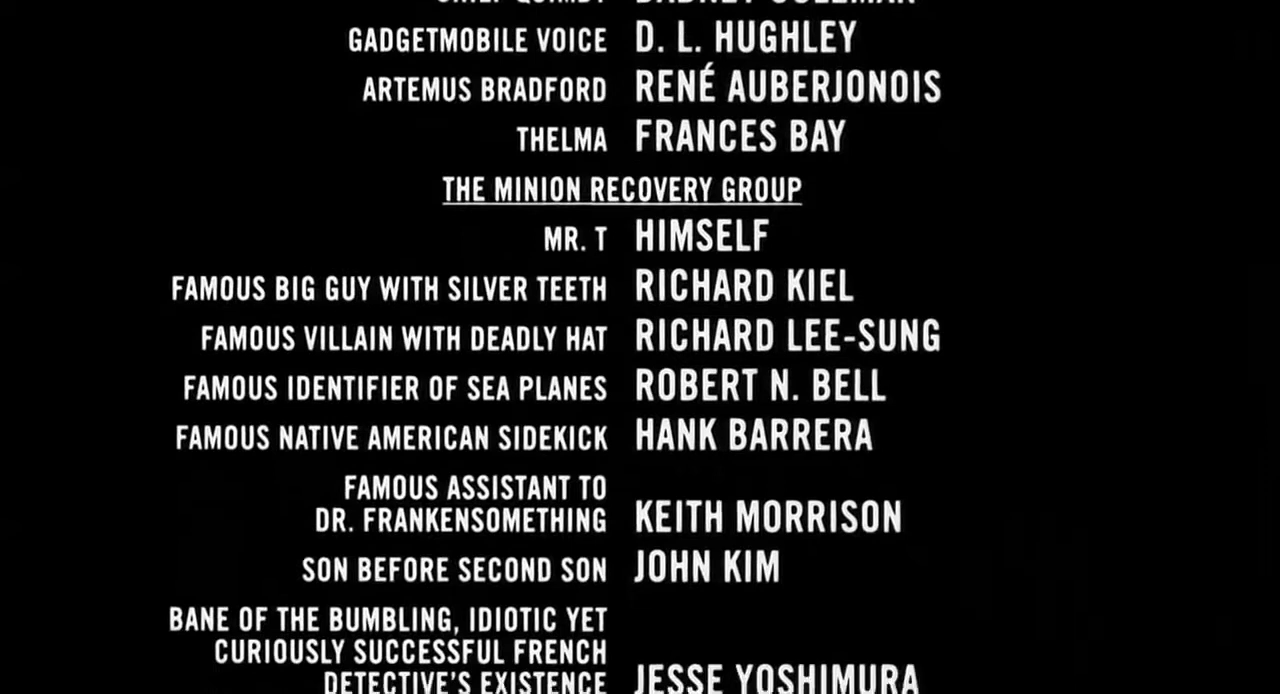 GADGETMOBILE VOICE D. L. HUGHLEY
ARTEMUS BRADFORD RENÉ AUBERJONOIS
THELMA FRANCES BAY
THE MINION RECOVERY GROUP
MR. T HIMSELF
FAMOUS BIG GUY WITH SILVER TEETH RICHARD KIEL
FAMOUS VILLAIN WITH DEADLY HAT RICHARD LEE-SUNG
FAMOUS IDENTIFIER OF SEA PLANES ROBERT N. BELL
FAMOUS NATIVE AMERICAN SIDEKICK HANK BARRERA
FAMOUS ASSISTANT TO
DR. FRANKENSOMETHING KEITH MORRISON
SON BEFORE SECOND SON JOHN KIM
BANE OF THE BUMBLING, IDIOTIC YET
CURIOUSLY SUCCESSFUL FRENCH
DETECTIVE'S EXISTENCE JESSE YOSHIMURA